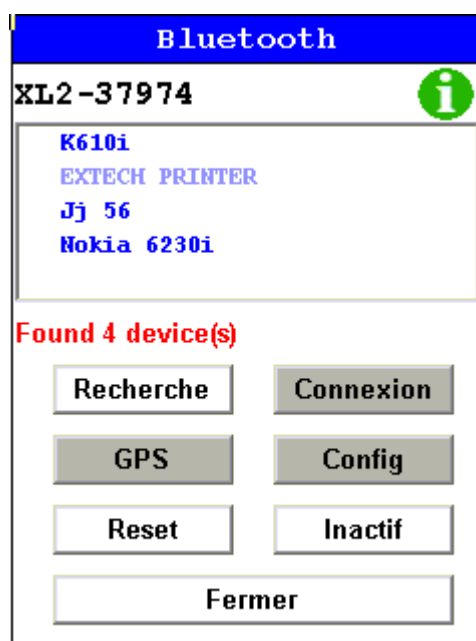 Bluetooth
XL2-37974
K610i
EXTECH PRINTER
Jj 56
Nokia 6230i
Found 4 device(s)
Recherche Connexion
GPS Config
Reset Inactif
Fermer